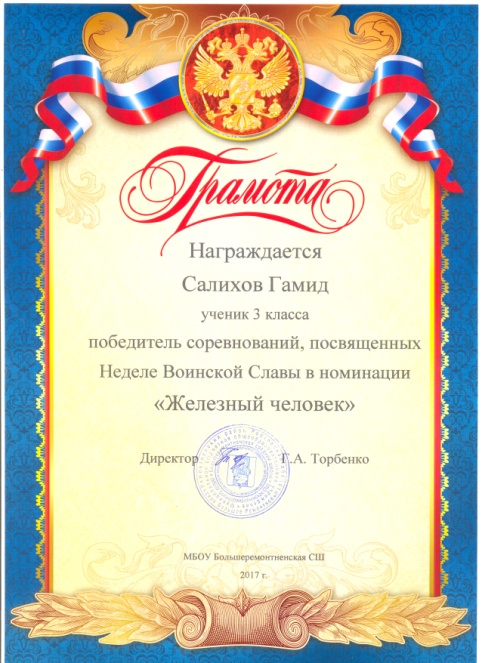 Грамота
Награждается
Салихов Гамид
ученик 3 класса
победитель соревнований, посвященных
Неделе Воинской Славы в номинации
«Железный человек»
Директор Г.А. Торбенко
МБОУ Большеремонтненская СШ
2017 г.